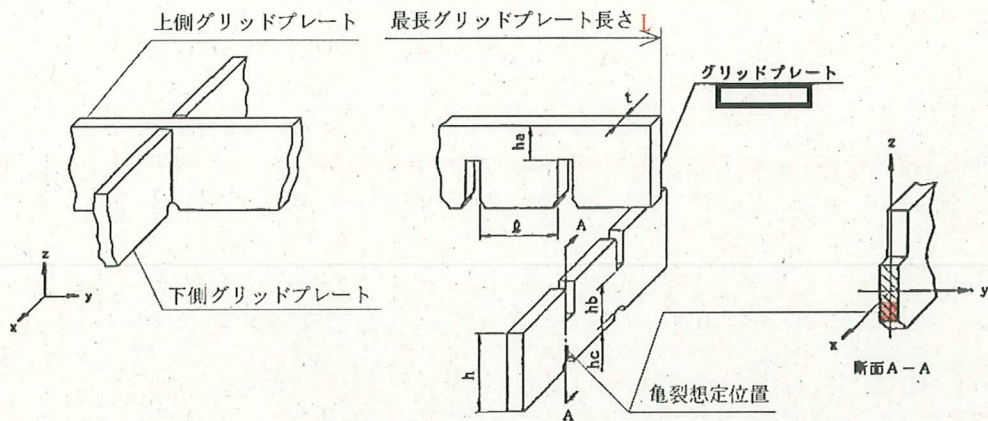 上側グリッドプレート
最長グリッドプレート長さ L
グリッドプレート
t
ha
ℓ
A
z
y
x
下側グリッドプレート
h
hb
hc
A
亀裂想定位置
z
y
x
断面A-A